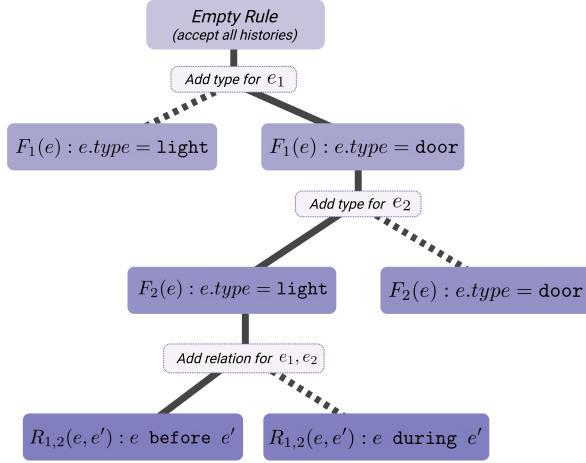 Empty Rule
(accept all histories)
Add type for e₁
F₁(e) : e.type = light
F₁(e) : e.type = door
Add type for e₂
F₂(e) : e.type = light
F₂(e) : e.type = door
Add relation for e₁, e₂
R₁,₂(e, e′) : e before e′
R₁,₂(e, e′) : e during e′